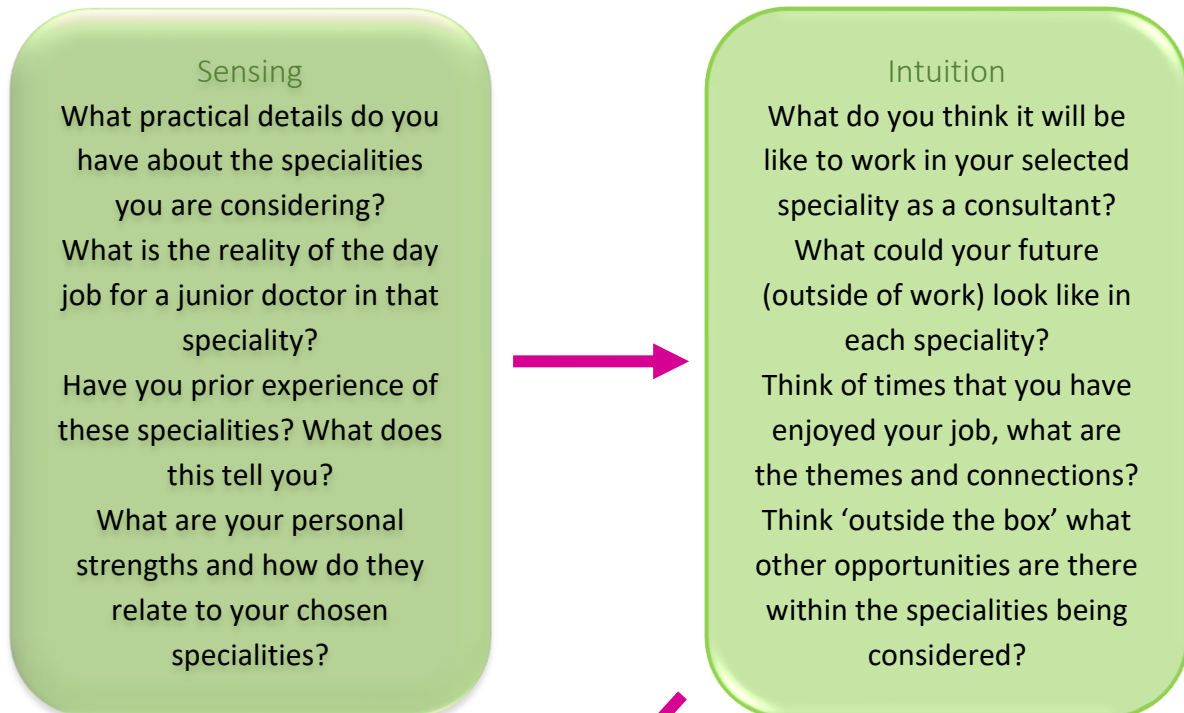 Sensing
What practical details do you
have about the specialities
you are considering?
What is the reality of the day
job for a junior doctor in that
speciality?
Have you prior experience of
these specialities? What does
this tell you?
What are your personal
strengths and how do they
relate to your chosen
specialities?
Intuition
What do you think it will be
like to work in your selected
speciality as a consultant?
What could your future
(outside of work) look like in
each speciality?
Think of times that you have
enjoyed your job, what are
the themes and connections?
Think ‘outside the box’ what
other opportunities are there
within the specialities being
considered?